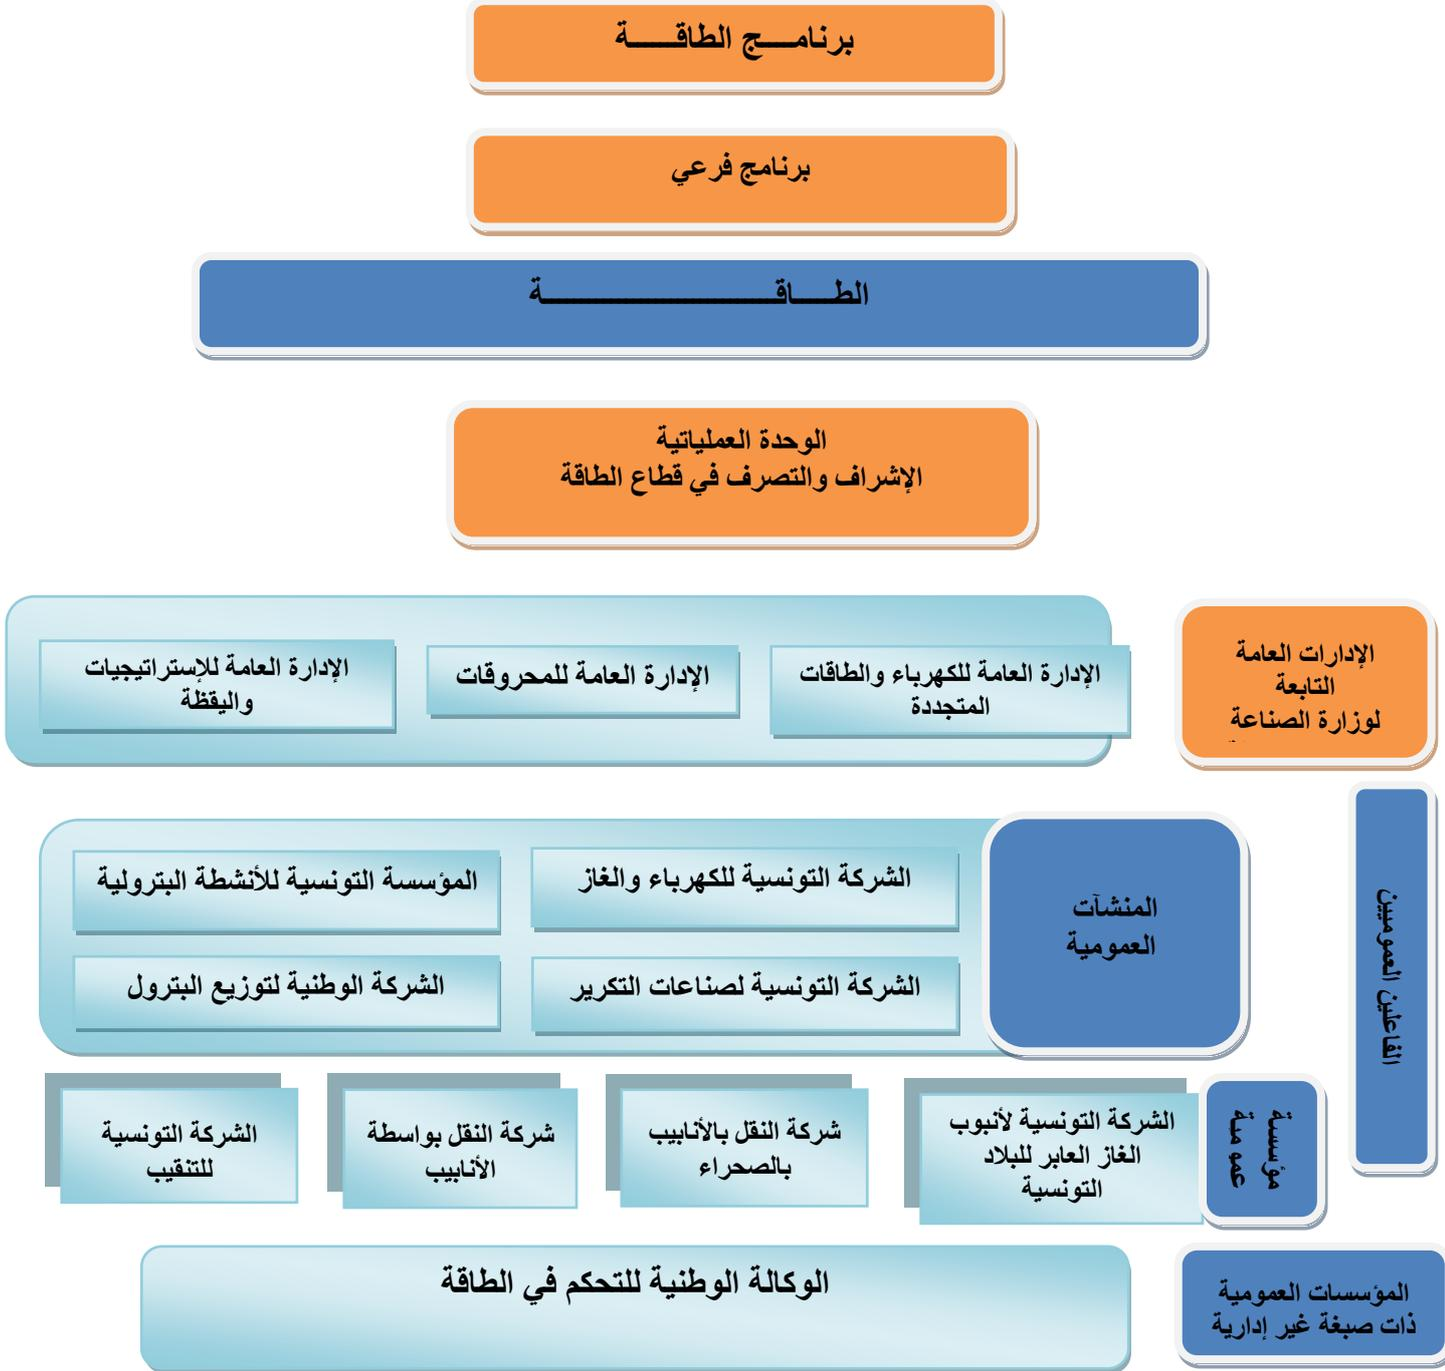 برنامـــج الطاقـــــة
برنامج فرعي
الطـــــاقـــــــــــــــــــــــــــة
الوحدة العملياتية
الإشراف والتصرف في قطاع الطاقة
الإدارات العامة
التابعة
لوزارة الصناعة
الإدارة العامة للكهرباء والطاقات
المتجددة
الإدارة العامة للمحروقات
الإدارة العامة للإستراتيجيات
واليقظة
الفاعلين العموميين
المنشآت
العمومية
الشركة التونسية للكهرباء والغاز
المؤسسة التونسية للأنشطة البترولية
الشركة التونسية لصناعات التكرير
الشركة الوطنية لتوزيع البترول
مؤسسة
عمومية
الشركة التونسية لأنبوب
الغاز العابر للبلاد
التونسية
شركة النقل بالأنابيب
بالصحراء
شركة النقل بواسطة
الأنابيب
الشركة التونسية
للتنقيب
المؤسسات العمومية
ذات صبغة غير إدارية
الوكالة الوطنية للتحكم في الطاقة